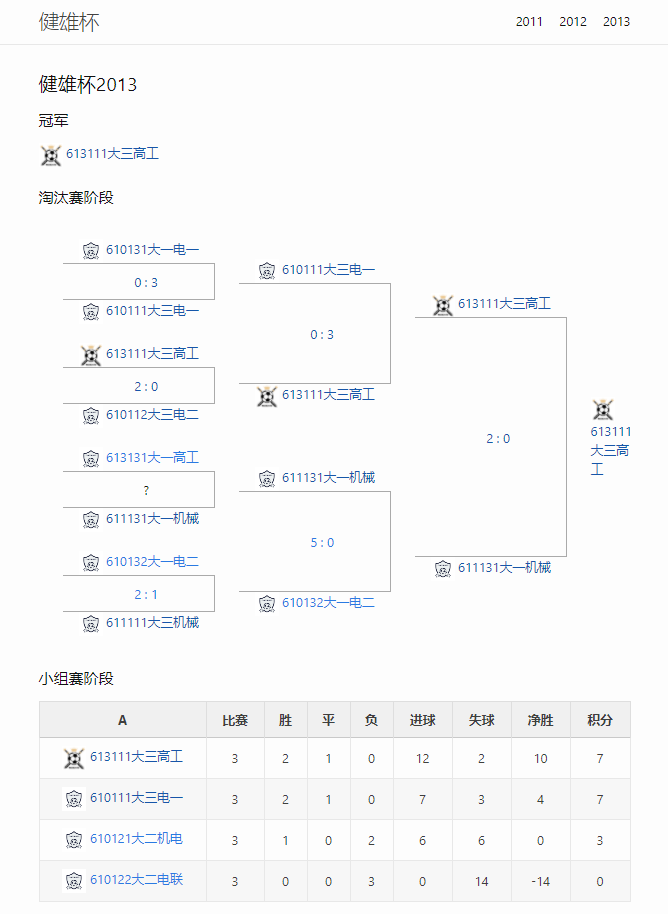 健雄杯 2011 2012 2013
健雄杯2013
冠军
613111大三高工
淘汰赛阶段
610131大一电一
0 : 3
610111大三电一
613111大三高工
2 : 0
610112大三电二
613131大一高工
?
611131大一机械
610132大一电二
2 : 1
611111大三机械
610111大三电一
0 : 3
613111大三高工
611131大一机械
5 : 0
610132大一电二
613111大三高工
2 : 0
611131大一机械
613111
大三高
工
小组赛阶段
A 比赛 胜 平 负 进球 失球 净胜 积分
613111大三高工 3 2 1 0 12 2 10 7
610111大三电一 3 2 1 0 7 3 4 7
610121大二机电 3 1 0 2 6 6 0 3
610122大二电联 3 0 0 3 0 14 -14 0